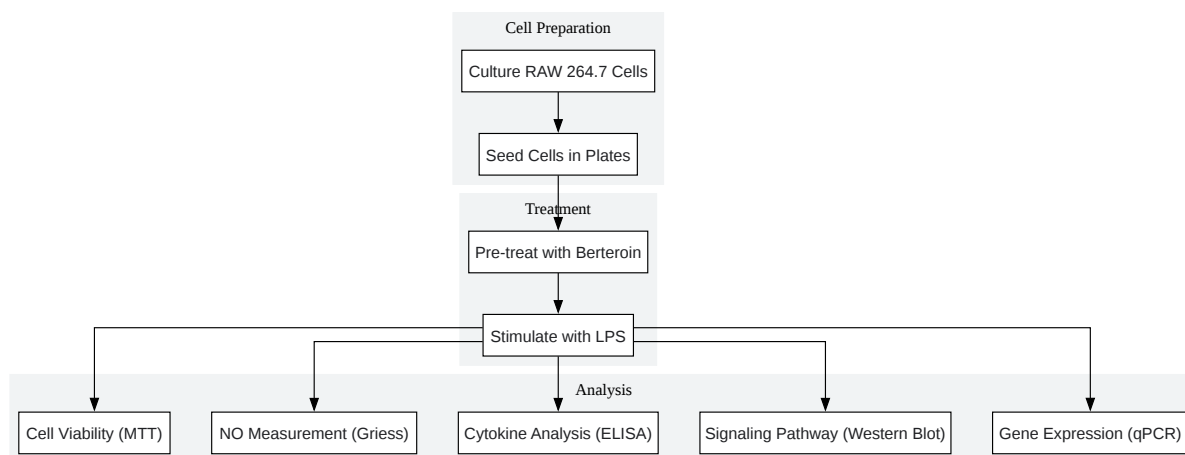 Cell Preparation
Culture RAW 264.7 Cells
Seed Cells in Plates
Treatment
Pre-treat with Berteroin
Stimulate with LPS
Analysis
Cell Viability (MTT)
NO Measurement (Griess)
Cytokine Analysis (ELISA)
Signaling Pathway (Western Blot)
Gene Expression (qPCR)